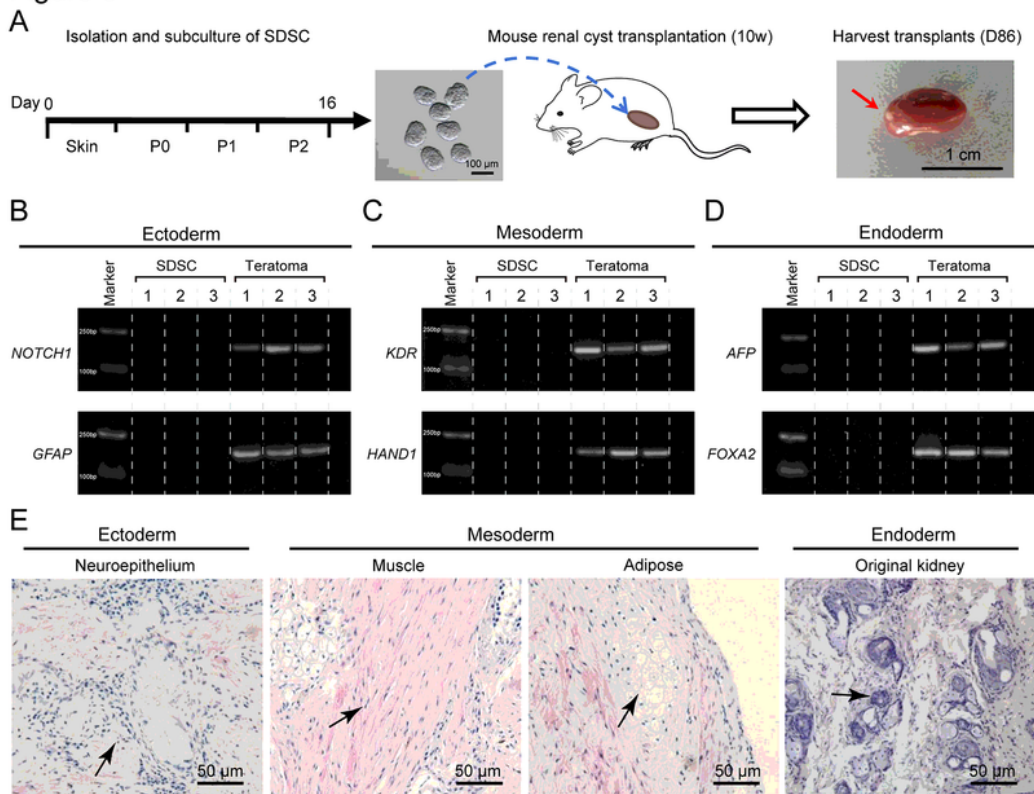 A
Isolation and subculture of SDSC
Mouse renal cyst transplantation (10w)
Harvest transplants (D86)
Day 0
16
Skin P0 P1 P2
100 µm
1 cm
B
Ectoderm
Marker
SDSC
Teratoma
1 2 3 1 2 3
NOTCH1
250bp
100bp
GFAP
250bp
100bp
C
Mesoderm
Marker
SDSC
Teratoma
1 2 3 1 2 3
KDR
250bp
100bp
HAND1
250bp
100bp
D
Endoderm
Marker
SDSC
Teratoma
1 2 3 1 2 3
AFP
FOXA2
E
Ectoderm
Mesoderm
Endoderm
Neuroepithelium
Muscle
Adipose
Original kidney
50 µm
50 µm
50 µm
50 µm